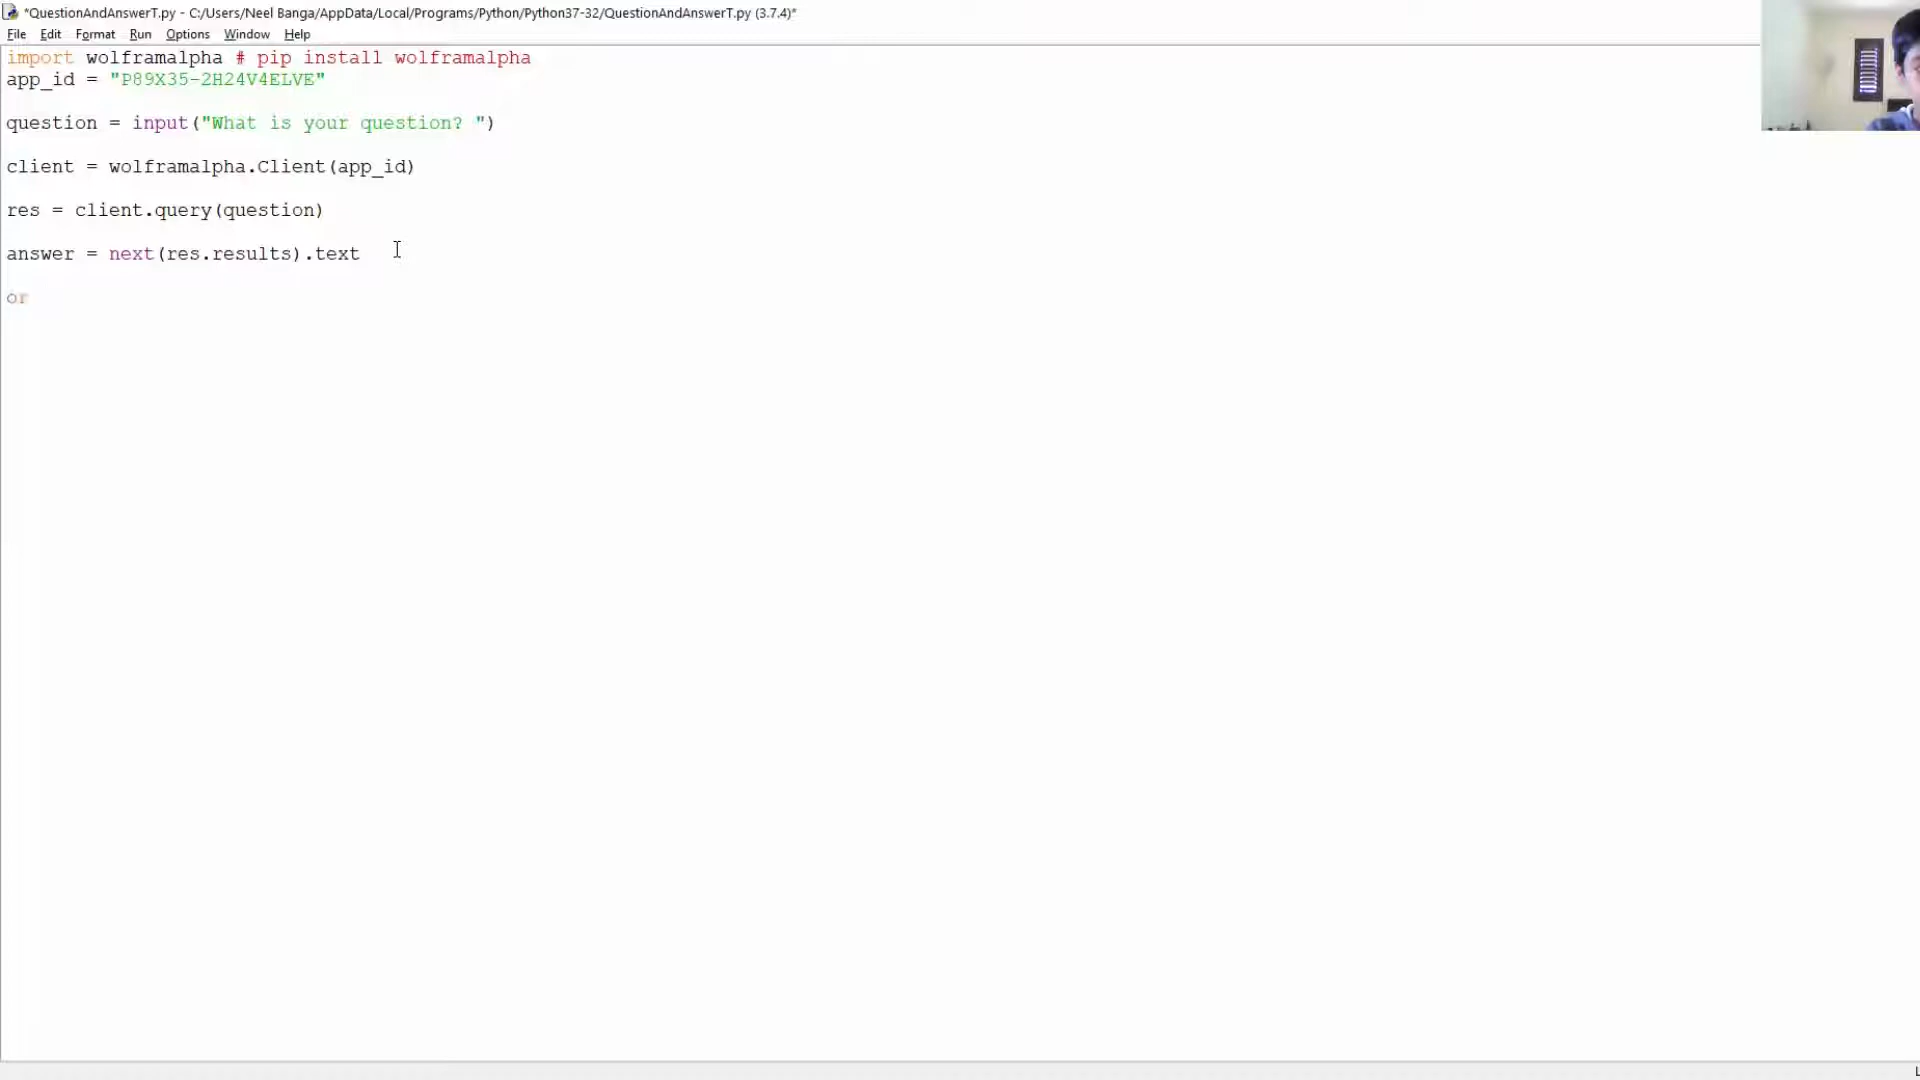 *QuestionAndAnswerT.py - C:/Users/Neel Banga/AppData/Local/Programs/Python/Python37-32/QuestionAndAnswerT.py (3.7.4)*
File Edit Format Run Options Window Help
import wolframalpha # pip install wolframalpha
app_id = "P89X35-2H24V4ELVE"
question = input("What is your question? ")
client = wolframalpha.Client(app_id)
res = client.query(question)
answer = next(res.results).text
or